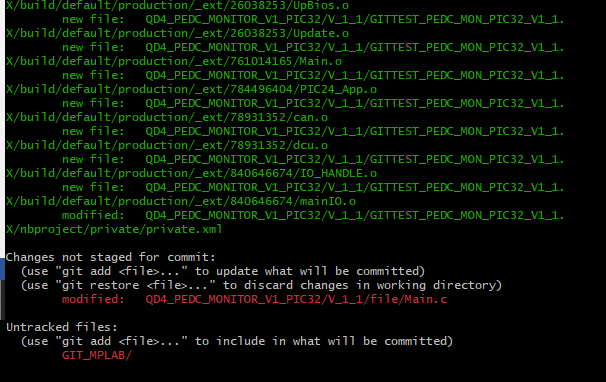 X/build/default/production/_ext/26038253/UpBios.o
new file:   QD4_PEDC_MONITOR_V1_PIC32/V_1_1/GITTEST_PEDC_MON_PIC32_V1_1.
X/build/default/production/_ext/26038253/Update.o
new file:   QD4_PEDC_MONITOR_V1_PIC32/V_1_1/GITTEST_PEDC_MON_PIC32_V1_1.
X/build/default/production/_ext/761014165/Main.o
new file:   QD4_PEDC_MONITOR_V1_PIC32/V_1_1/GITTEST_PEDC_MON_PIC32_V1_1.
X/build/default/production/_ext/784496404/PIC24_App.o
new file:   QD4_PEDC_MONITOR_V1_PIC32/V_1_1/GITTEST_PEDC_MON_PIC32_V1_1.
X/build/default/production/_ext/78931352/can.o
new file:   QD4_PEDC_MONITOR_V1_PIC32/V_1_1/GITTEST_PEDC_MON_PIC32_V1_1.
X/build/default/production/_ext/78931352/dcu.o
new file:   QD4_PEDC_MONITOR_V1_PIC32/V_1_1/GITTEST_PEDC_MON_PIC32_V1_1.
X/build/default/production/_ext/840646674/IO_HANDLE.o
new file:   QD4_PEDC_MONITOR_V1_PIC32/V_1_1/GITTEST_PEDC_MON_PIC32_V1_1.
X/build/default/production/_ext/840646674/mainIO.o
modified:   QD4_PEDC_MONITOR_V1_PIC32/V_1_1/GITTEST_PEDC_MON_PIC32_V1_1.
X/nbproject/private/private.xml
Changes not staged for commit:
(use "git add <file>..." to update what will be committed)
(use "git restore <file>..." to discard changes in working directory)
modified:   QD4_PEDC_MONITOR_V1_PIC32/V_1_1/file/Main.c
Untracked files:
(use "git add <file>..." to include in what will be committed)
GIT_MPLAB/